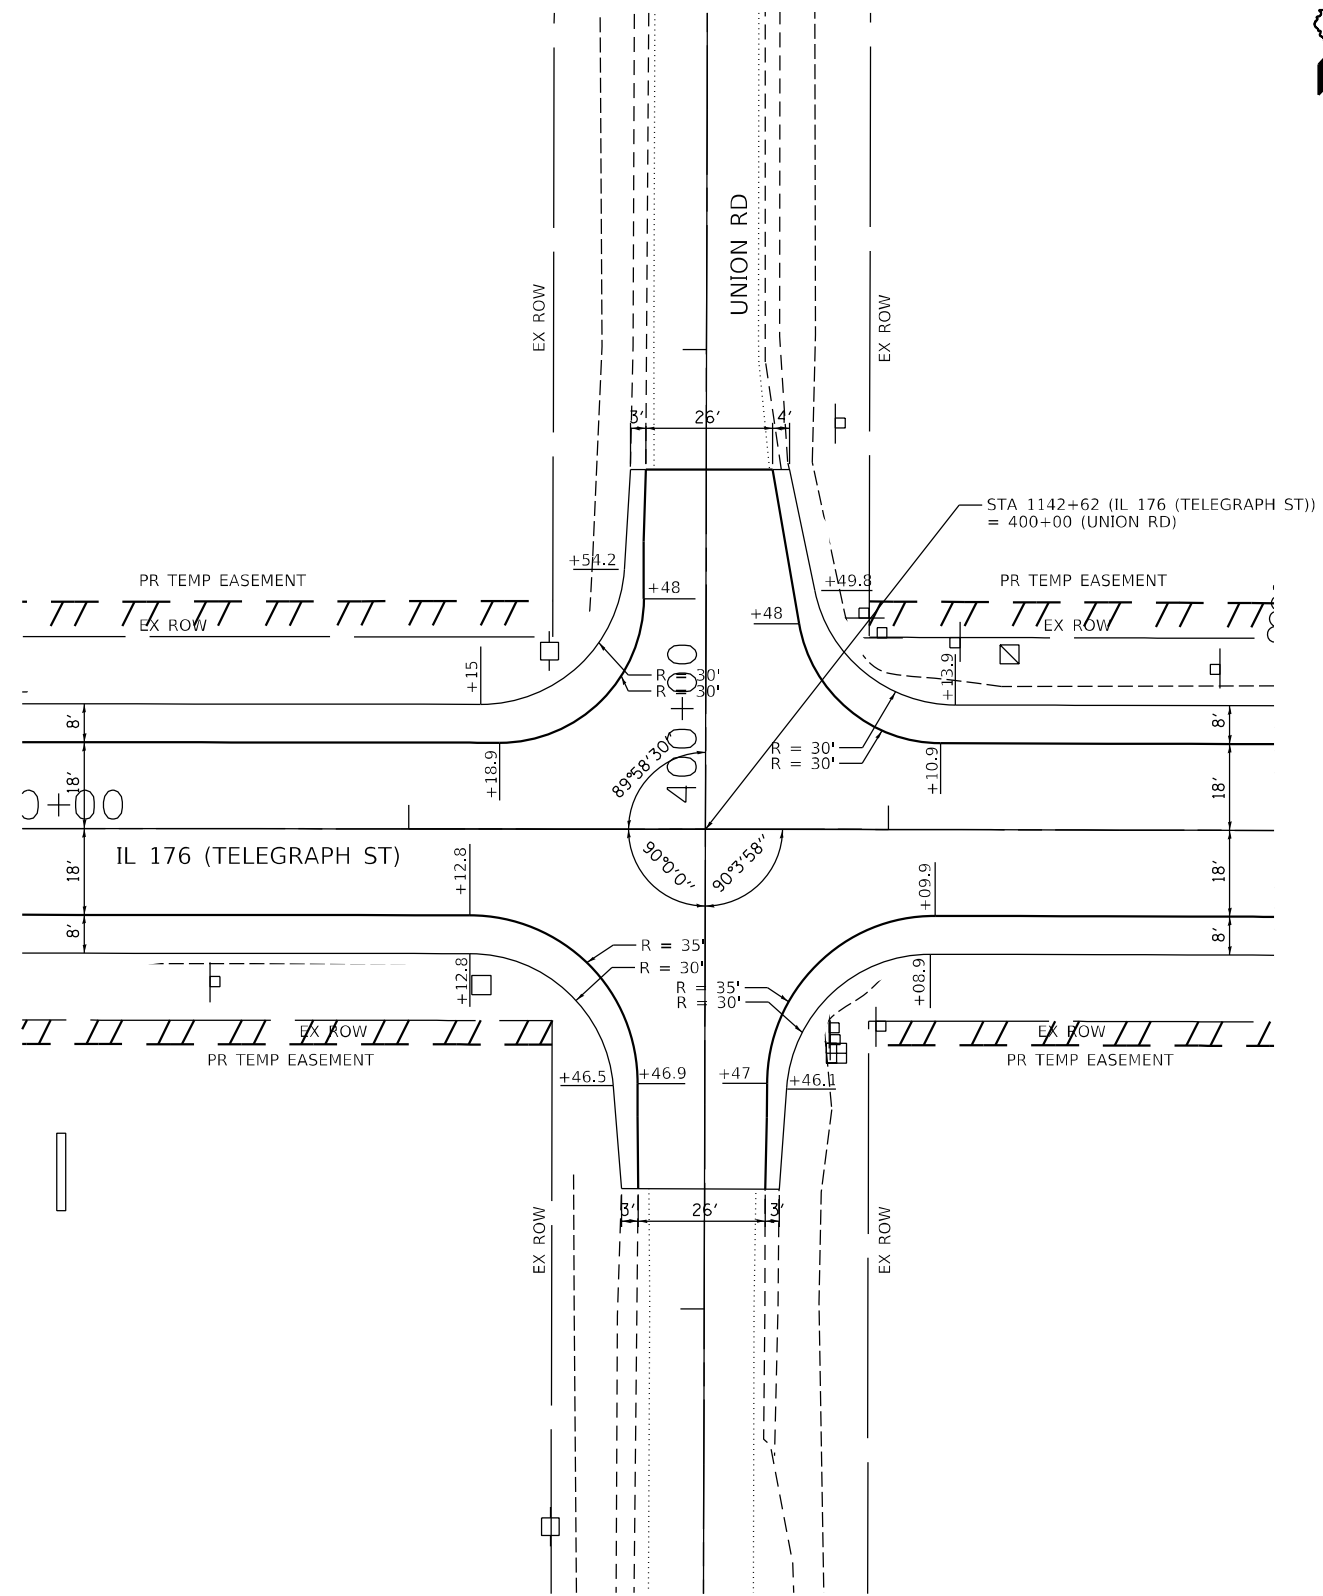 UNION RD
EX ROW
EX ROW
3' 26' 4'
STA 1142+62 (IL 176 (TELEGRAPH ST))
= 400+00 (UNION RD)
+54.2
+48
+49.8
+48
PR TEMP EASEMENT
PR TEMP EASEMENT
EX ROW
EX ROW
+15
R = 30'
R = 30'
+13.9
400+00
8'
8'
R = 30'
R = 30'
+18.9
+10.9
89°58'30"
18'
18'
0+00
IL 176 (TELEGRAPH ST)
90°0'0"
90°3'58"
+12.8
+09.9
18'
18'
8'
8'
R = 35'
R = 30'
R = 35'
R = 30'
+12.8
+08.9
EX ROW
EX ROW
PR TEMP EASEMENT
PR TEMP EASEMENT
+46.5
+46.9
+47
+46.1
3' 26' 3'
EX ROW
EX ROW